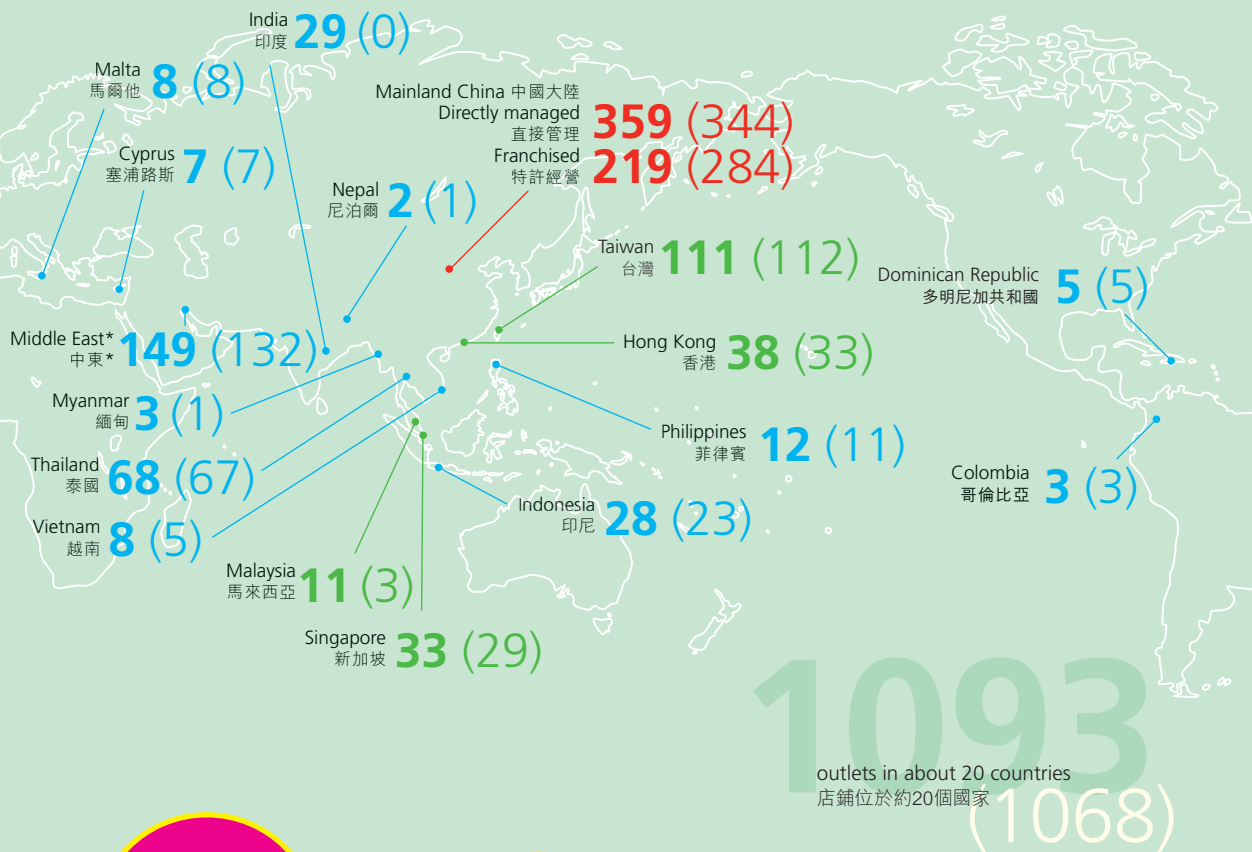 India
印度
29 (0)
Malta
馬爾他
8 (8)
Mainland China 中國大陸
Directly managed
直接管理
359 (344)
Franchised
特許經營
219 (284)
Cyprus
塞浦路斯
7 (7)
Nepal
尼泊爾
2 (1)
Taiwan
台灣
111 (112)
Dominican Republic
多明尼加共和國
5 (5)
Middle East*
中東*
149 (132)
Hong Kong
香港
38 (33)
Myanmar
緬甸
3 (1)
Philippines
菲律賓
12 (11)
Thailand
泰國
68 (67)
Colombia
哥倫比亞
3 (3)
Indonesia
印尼
28 (23)
Vietnam
越南
8 (5)
Malaysia
馬來西亞
11 (3)
Singapore
新加坡
33 (29)
1093
outlets in about 20 countries
店鋪位於約20個國家
(1068)